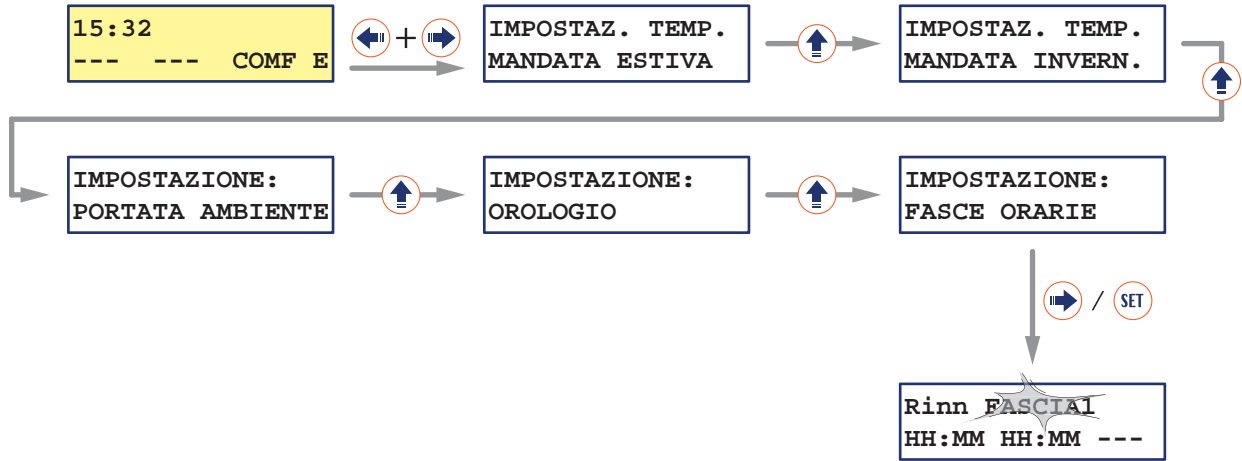 15:32
--- --- COMF E
+
IMPOSTAZ. TEMP.
MANDATA ESTIVA
IMPOSTAZ. TEMP.
MANDATA INVERN.
IMPOSTAZIONE:
PORTATA AMBIENTE
IMPOSTAZIONE:
OROLOGIO
IMPOSTAZIONE:
FASCE ORARIE
/ SET
Rinn FASCIA1
HH:MM HH:MM ---